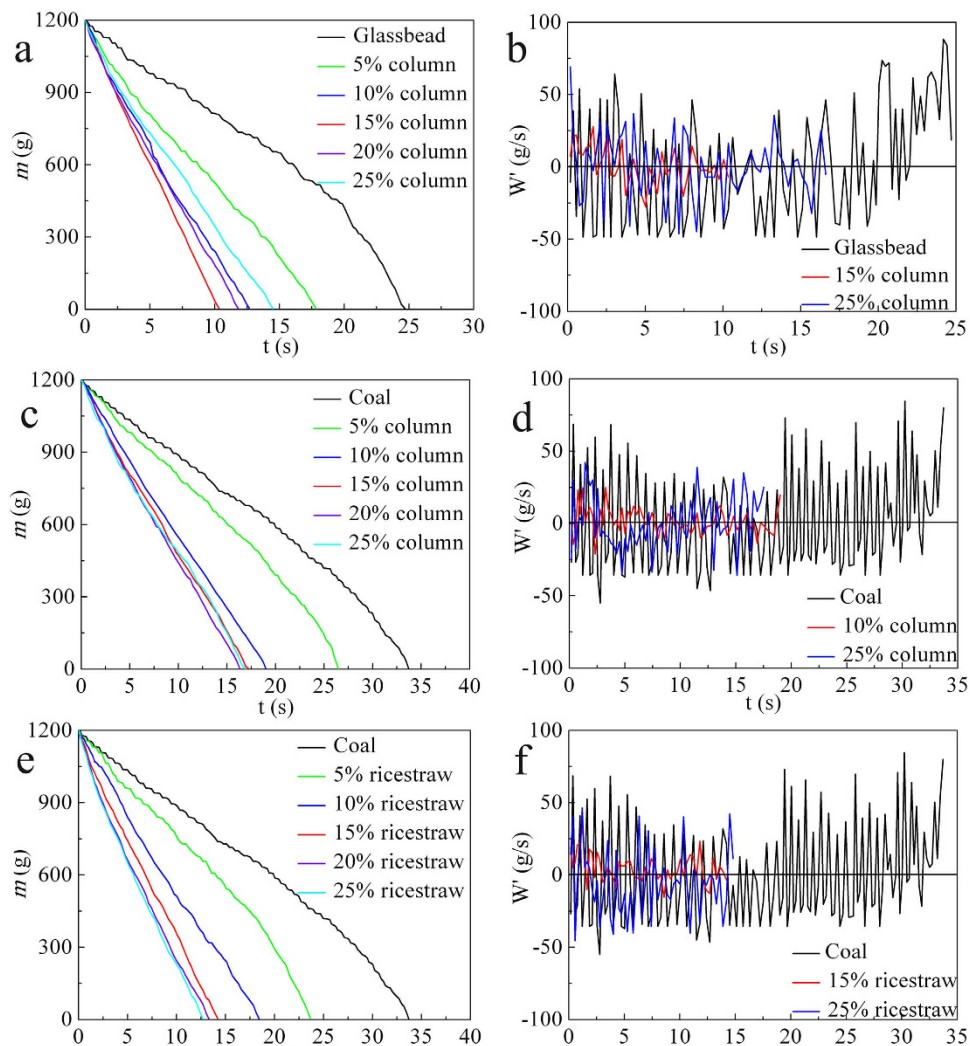 a
1200
900
600
300
0
m (g)
Glassbead
5% column
10% column
15% column
20% column
25% column
0 5 10 15 20 25 30
t (s)
b
100
50
0
-50
-100
W' (g/s)
Glassbead
15% column
25% column
0 5 10 15 20 25
t (s)
c
1200
900
600
300
0
m (g)
Coal
5% column
10% column
15% column
20% column
25% column
0 5 10 15 20 25 30 35 40
t (s)
d
100
50
0
-50
-100
W' (g/s)
Coal
10% column
25% column
0 5 10 15 20 25 30 35
t (s)
e
1200
900
600
300
0
m (g)
Coal
5% ricestraw
10% ricestraw
15% ricestraw
20% ricestraw
25% ricestraw
0 5 10 15 20 25 30 35 40
f
100
50
0
-50
-100
W' (g/s)
Coal
15% ricestraw
25% ricestraw
0 5 10 15 20 25 30 35